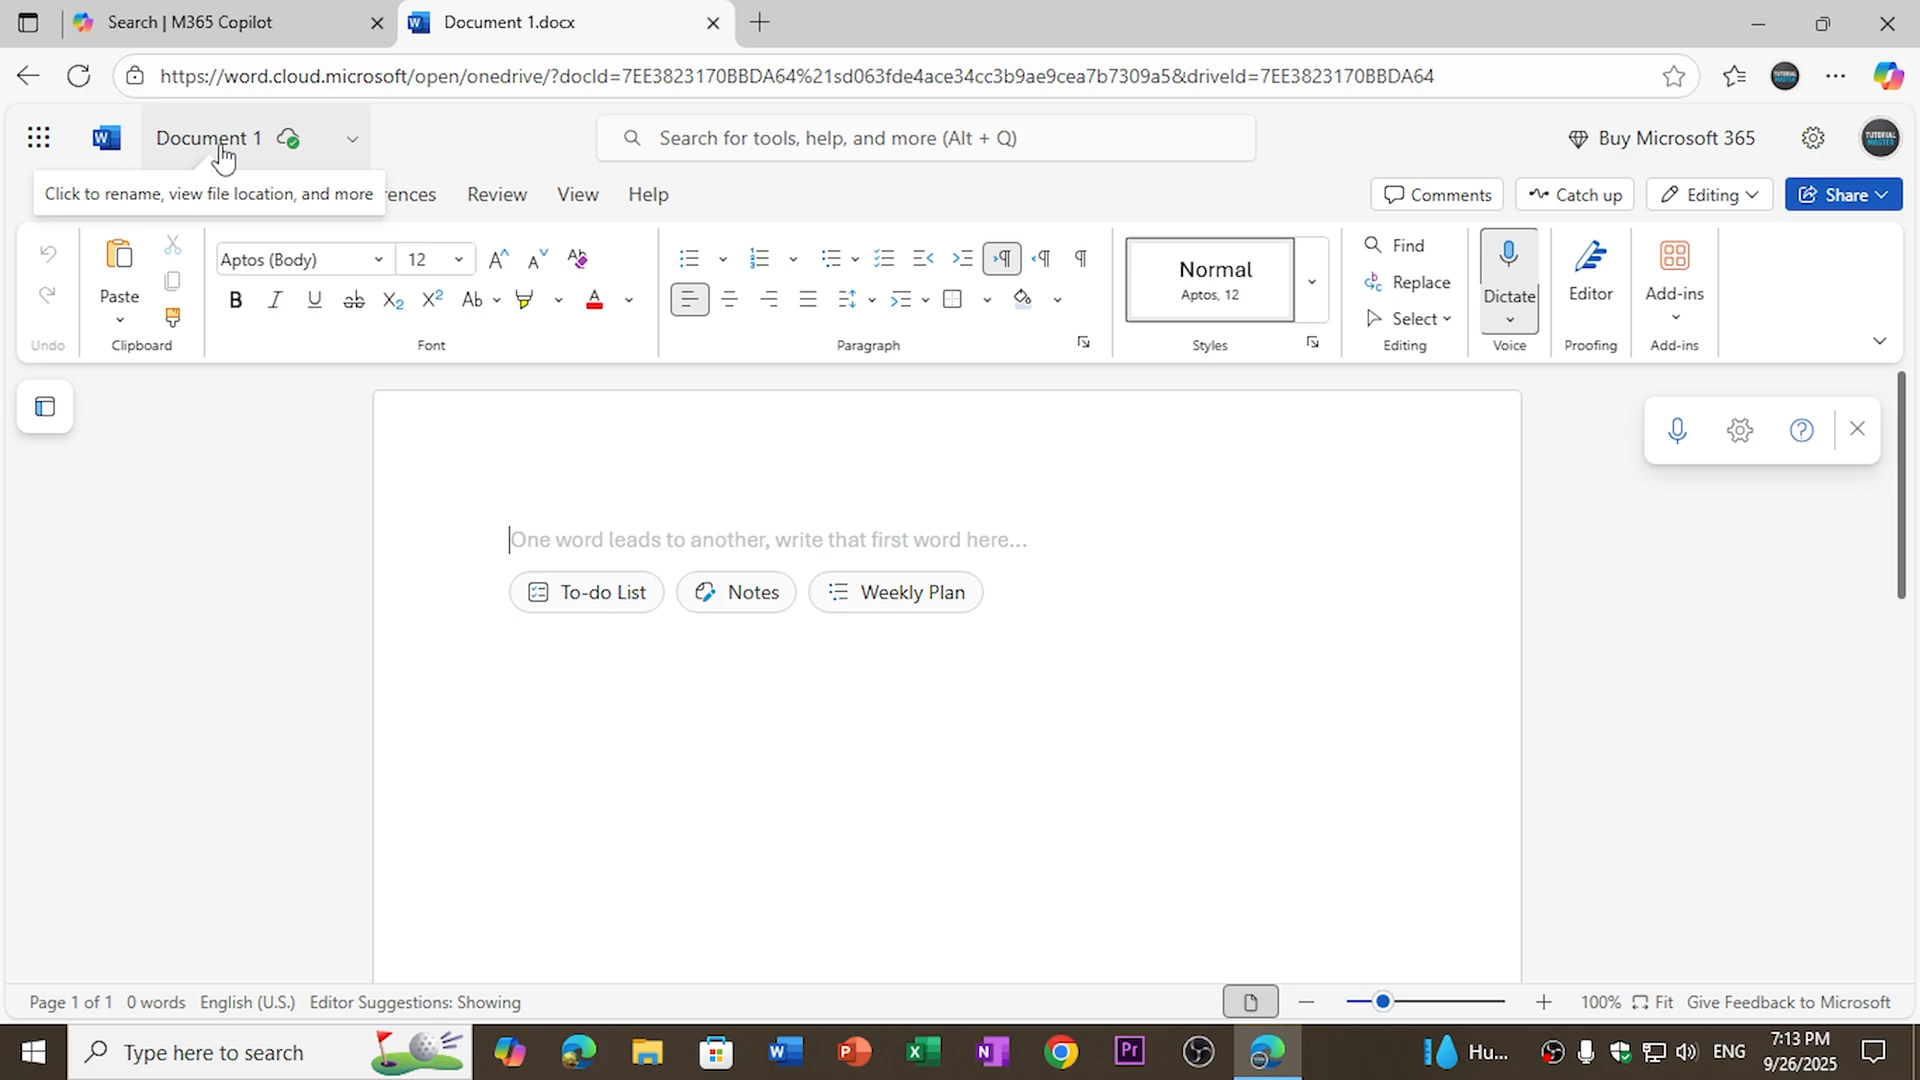 Search | M365 Copilot
Document 1.docx
https://word.cloud.microsoft/open/onedrive/?docId=7EE3823170BBDA64%21sd063fde4ace34cc3b9ae9cea7b7309a5&driveId=7EE3823170BBDA64
TUTORIAL MASTER
Document 1
Search for tools, help, and more (Alt + Q)
Buy Microsoft 365
TUTORIAL MASTER
Click to rename, view file location, and more
rences Review View Help
Comments Catch up Editing Share
Paste
Undo
Clipboard
Aptos (Body) 12
Font
Paragraph
Normal
Aptos, 12
Styles
Find
Replace
Select
Editing
Dictate
Voice
Editor
Proofing
Add-ins
Add-ins
One word leads to another, write that first word here...
To-do List Notes Weekly Plan
Page 1 of 1 0 words English (U.S.) Editor Suggestions: Showing
100% Fit Give Feedback to Microsoft
Type here to search
Hu...
ENG
7:13 PM
9/26/2025